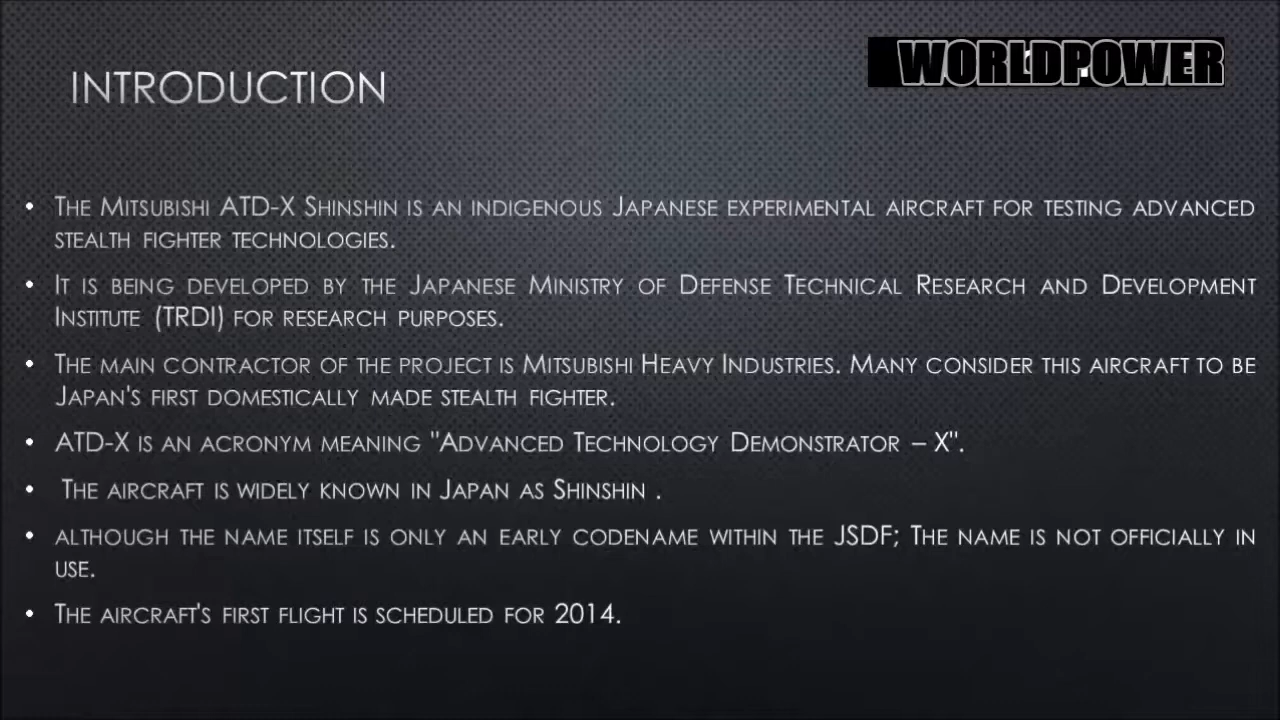 WORLDPOWER
INTRODUCTION
• THE MITSUBISHI ATD-X SHINSHIN IS AN INDIGENOUS JAPANESE EXPERIMENTAL AIRCRAFT FOR TESTING ADVANCED
STEALTH FIGHTER TECHNOLOGIES.
• IT IS BEING DEVELOPED BY THE JAPANESE MINISTRY OF DEFENSE TECHNICAL RESEARCH AND DEVELOPMENT
INSTITUTE (TRDI) FOR RESEARCH PURPOSES.
• THE MAIN CONTRACTOR OF THE PROJECT IS MITSUBISHI HEAVY INDUSTRIES. MANY CONSIDER THIS AIRCRAFT TO BE
JAPAN'S FIRST DOMESTICALLY MADE STEALTH FIGHTER.
• ATD-X IS AN ACRONYM MEANING "ADVANCED TECHNOLOGY DEMONSTRATOR – X".
• THE AIRCRAFT IS WIDELY KNOWN IN JAPAN AS SHINSHIN .
• ALTHOUGH THE NAME ITSELF IS ONLY AN EARLY CODENAME WITHIN THE JSDF; THE NAME IS NOT OFFICIALLY IN
USE.
• THE AIRCRAFT'S FIRST FLIGHT IS SCHEDULED FOR 2014.